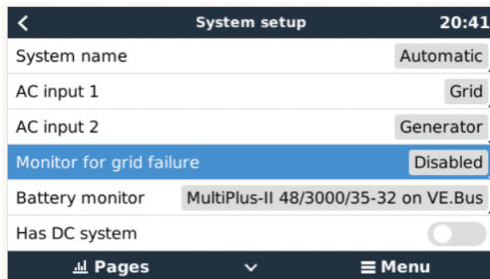 System setup 20:41
System name Automatic
AC input 1 Grid
AC input 2 Generator
Monitor for grid failure Disabled
Battery monitor MultiPlus-II 48/3000/35-32 on VE.Bus
Has DC system
Pages Menu